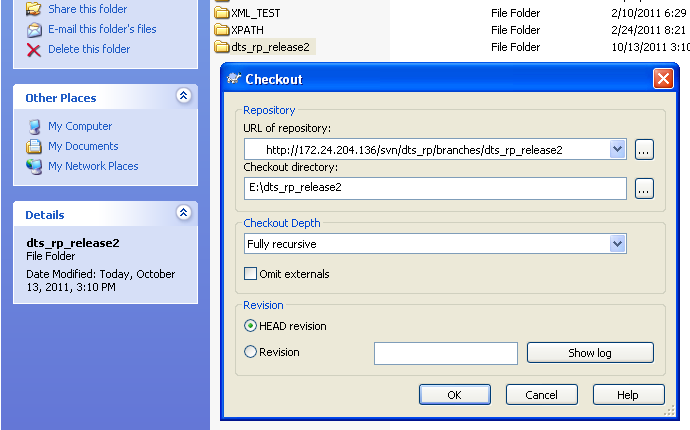 Share this folder
E-mail this folder's files
Delete this folder
XML_TEST File Folder 2/10/2011 6:29
XPATH File Folder 2/24/2011 8:21
dts_rp_release2 File Folder 10/13/2011 3:10
Other Places
My Computer
My Documents
My Network Places
Details
dts_rp_release2
File Folder
Date Modified: Today, October
13, 2011, 3:10 PM
Checkout
Repository
URL of repository:
http://172.24.204.136/svn/dts_rp/branches/dts_rp_release2
...
Checkout directory:
E:\dts_rp_release2
...
Checkout Depth
Fully recursive
Omit externals
Revision
HEAD revision
Revision
Show log
OK Cancel Help